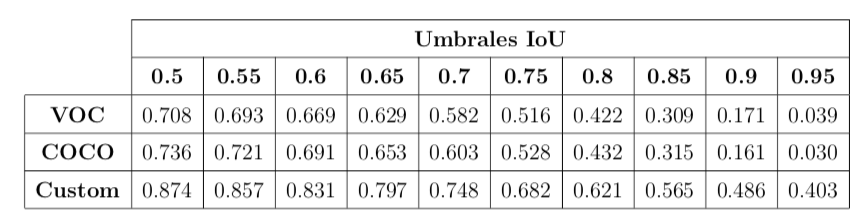 Umbrales IoU
0.5 0.55 0.6 0.65 0.7 0.75 0.8 0.85 0.9 0.95
VOC 0.708 0.693 0.669 0.629 0.582 0.516 0.422 0.309 0.171 0.039
COCO 0.736 0.721 0.691 0.653 0.603 0.528 0.432 0.315 0.161 0.030
Custom 0.874 0.857 0.831 0.797 0.748 0.682 0.621 0.565 0.486 0.403